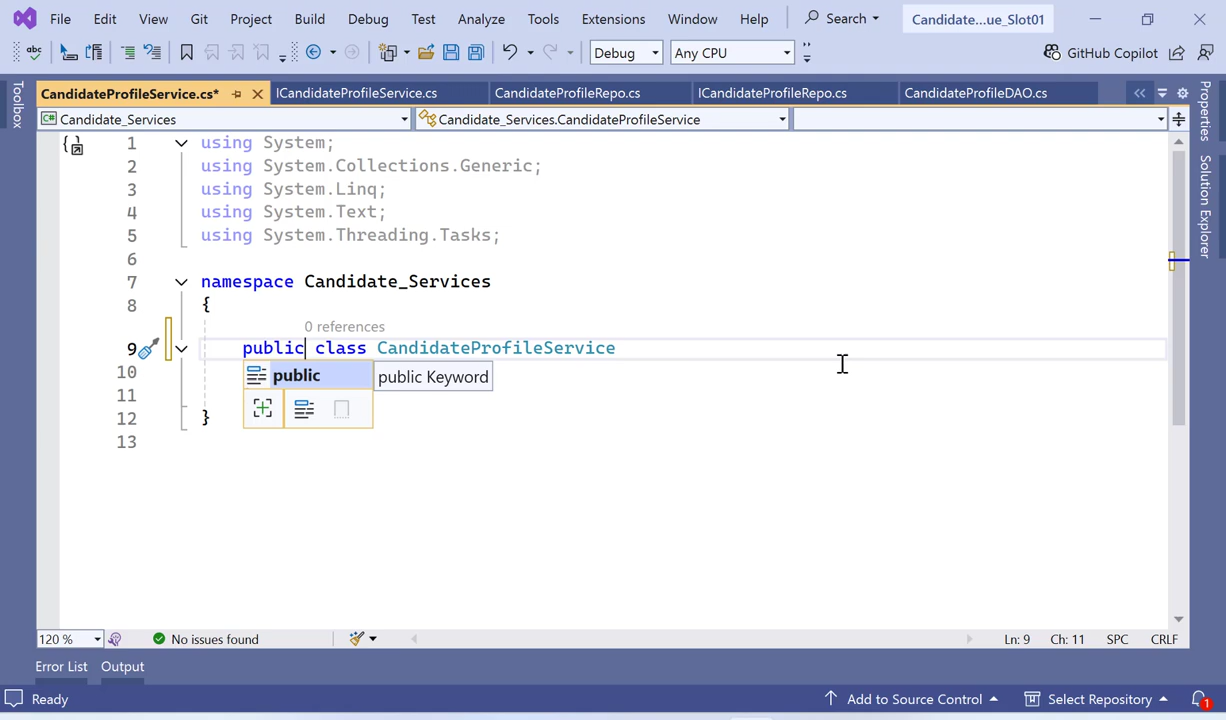 File Edit View Git Project Build Debug Test Analyze Tools Extensions Window Help Search Candidate...ue_Slot01
abc Debug Any CPU GitHub Copilot
Toolbox
CandidateProfileService.cs* ICandidateProfileService.cs CandidateProfileRepo.cs ICandidateProfileRepo.cs CandidateProfileDAO.cs
Candidate_Services Candidate_Services.CandidateProfileService
Properties
Solution Explorer
1 using System;
2 using System.Collections.Generic;
3 using System.Linq;
4 using System.Text;
5 using System.Threading.Tasks;
6
7 namespace Candidate_Services
8 {
0 references
9 public class CandidateProfileService
10 public public Keyword
11
12 }
13
120 % No issues found Ln: 9 Ch: 11 SPC CRLF
Error List Output
Ready Add to Source Control Select Repository 1